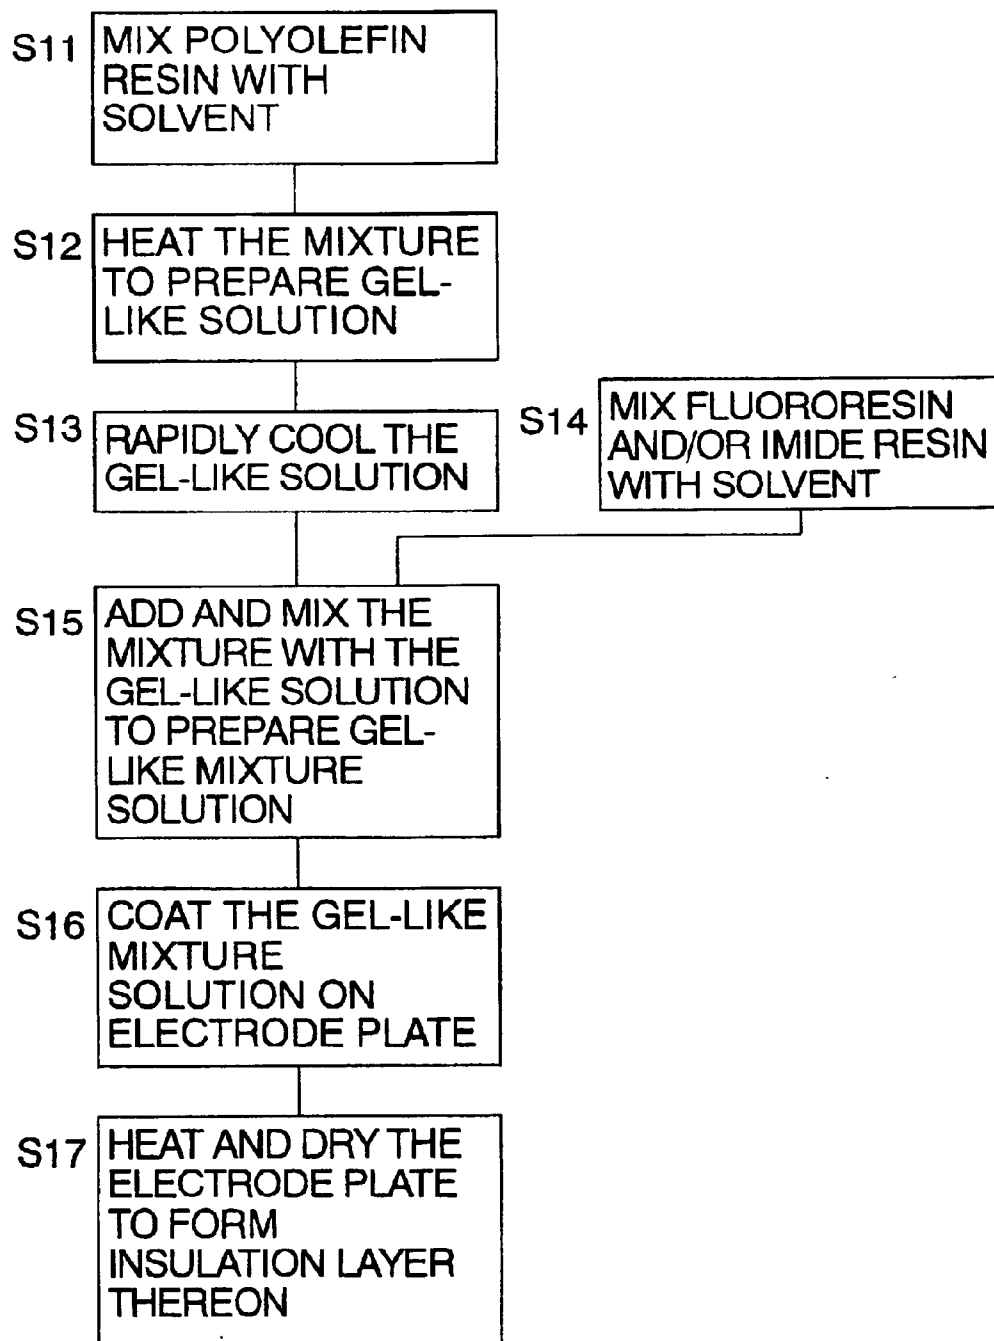 S11
MIX POLYOLEFIN
RESIN WITH
SOLVENT
S12
HEAT THE MIXTURE
TO PREPARE GEL-
LIKE SOLUTION
S13
RAPIDLY COOL THE
GEL-LIKE SOLUTION
S14
MIX FLUORORESIN
AND/OR IMIDE RESIN
WITH SOLVENT
S15
ADD AND MIX THE
MIXTURE WITH THE
GEL-LIKE SOLUTION
TO PREPARE GEL-
LIKE MIXTURE
SOLUTION
S16
COAT THE GEL-LIKE
MIXTURE
SOLUTION ON
ELECTRODE PLATE
S17
HEAT AND DRY THE
ELECTRODE PLATE
TO FORM
INSULATION LAYER
THEREON